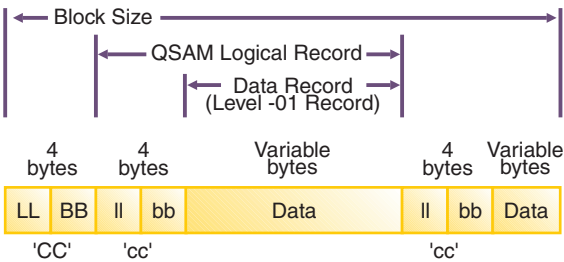 Block Size
QSAM Logical Record
Data Record
(Level -01 Record)
4 bytes
4 bytes
Variable bytes
4 bytes
Variable bytes
LL BB ll bb Data ll bb Data
'CC' 'cc' 'cc'